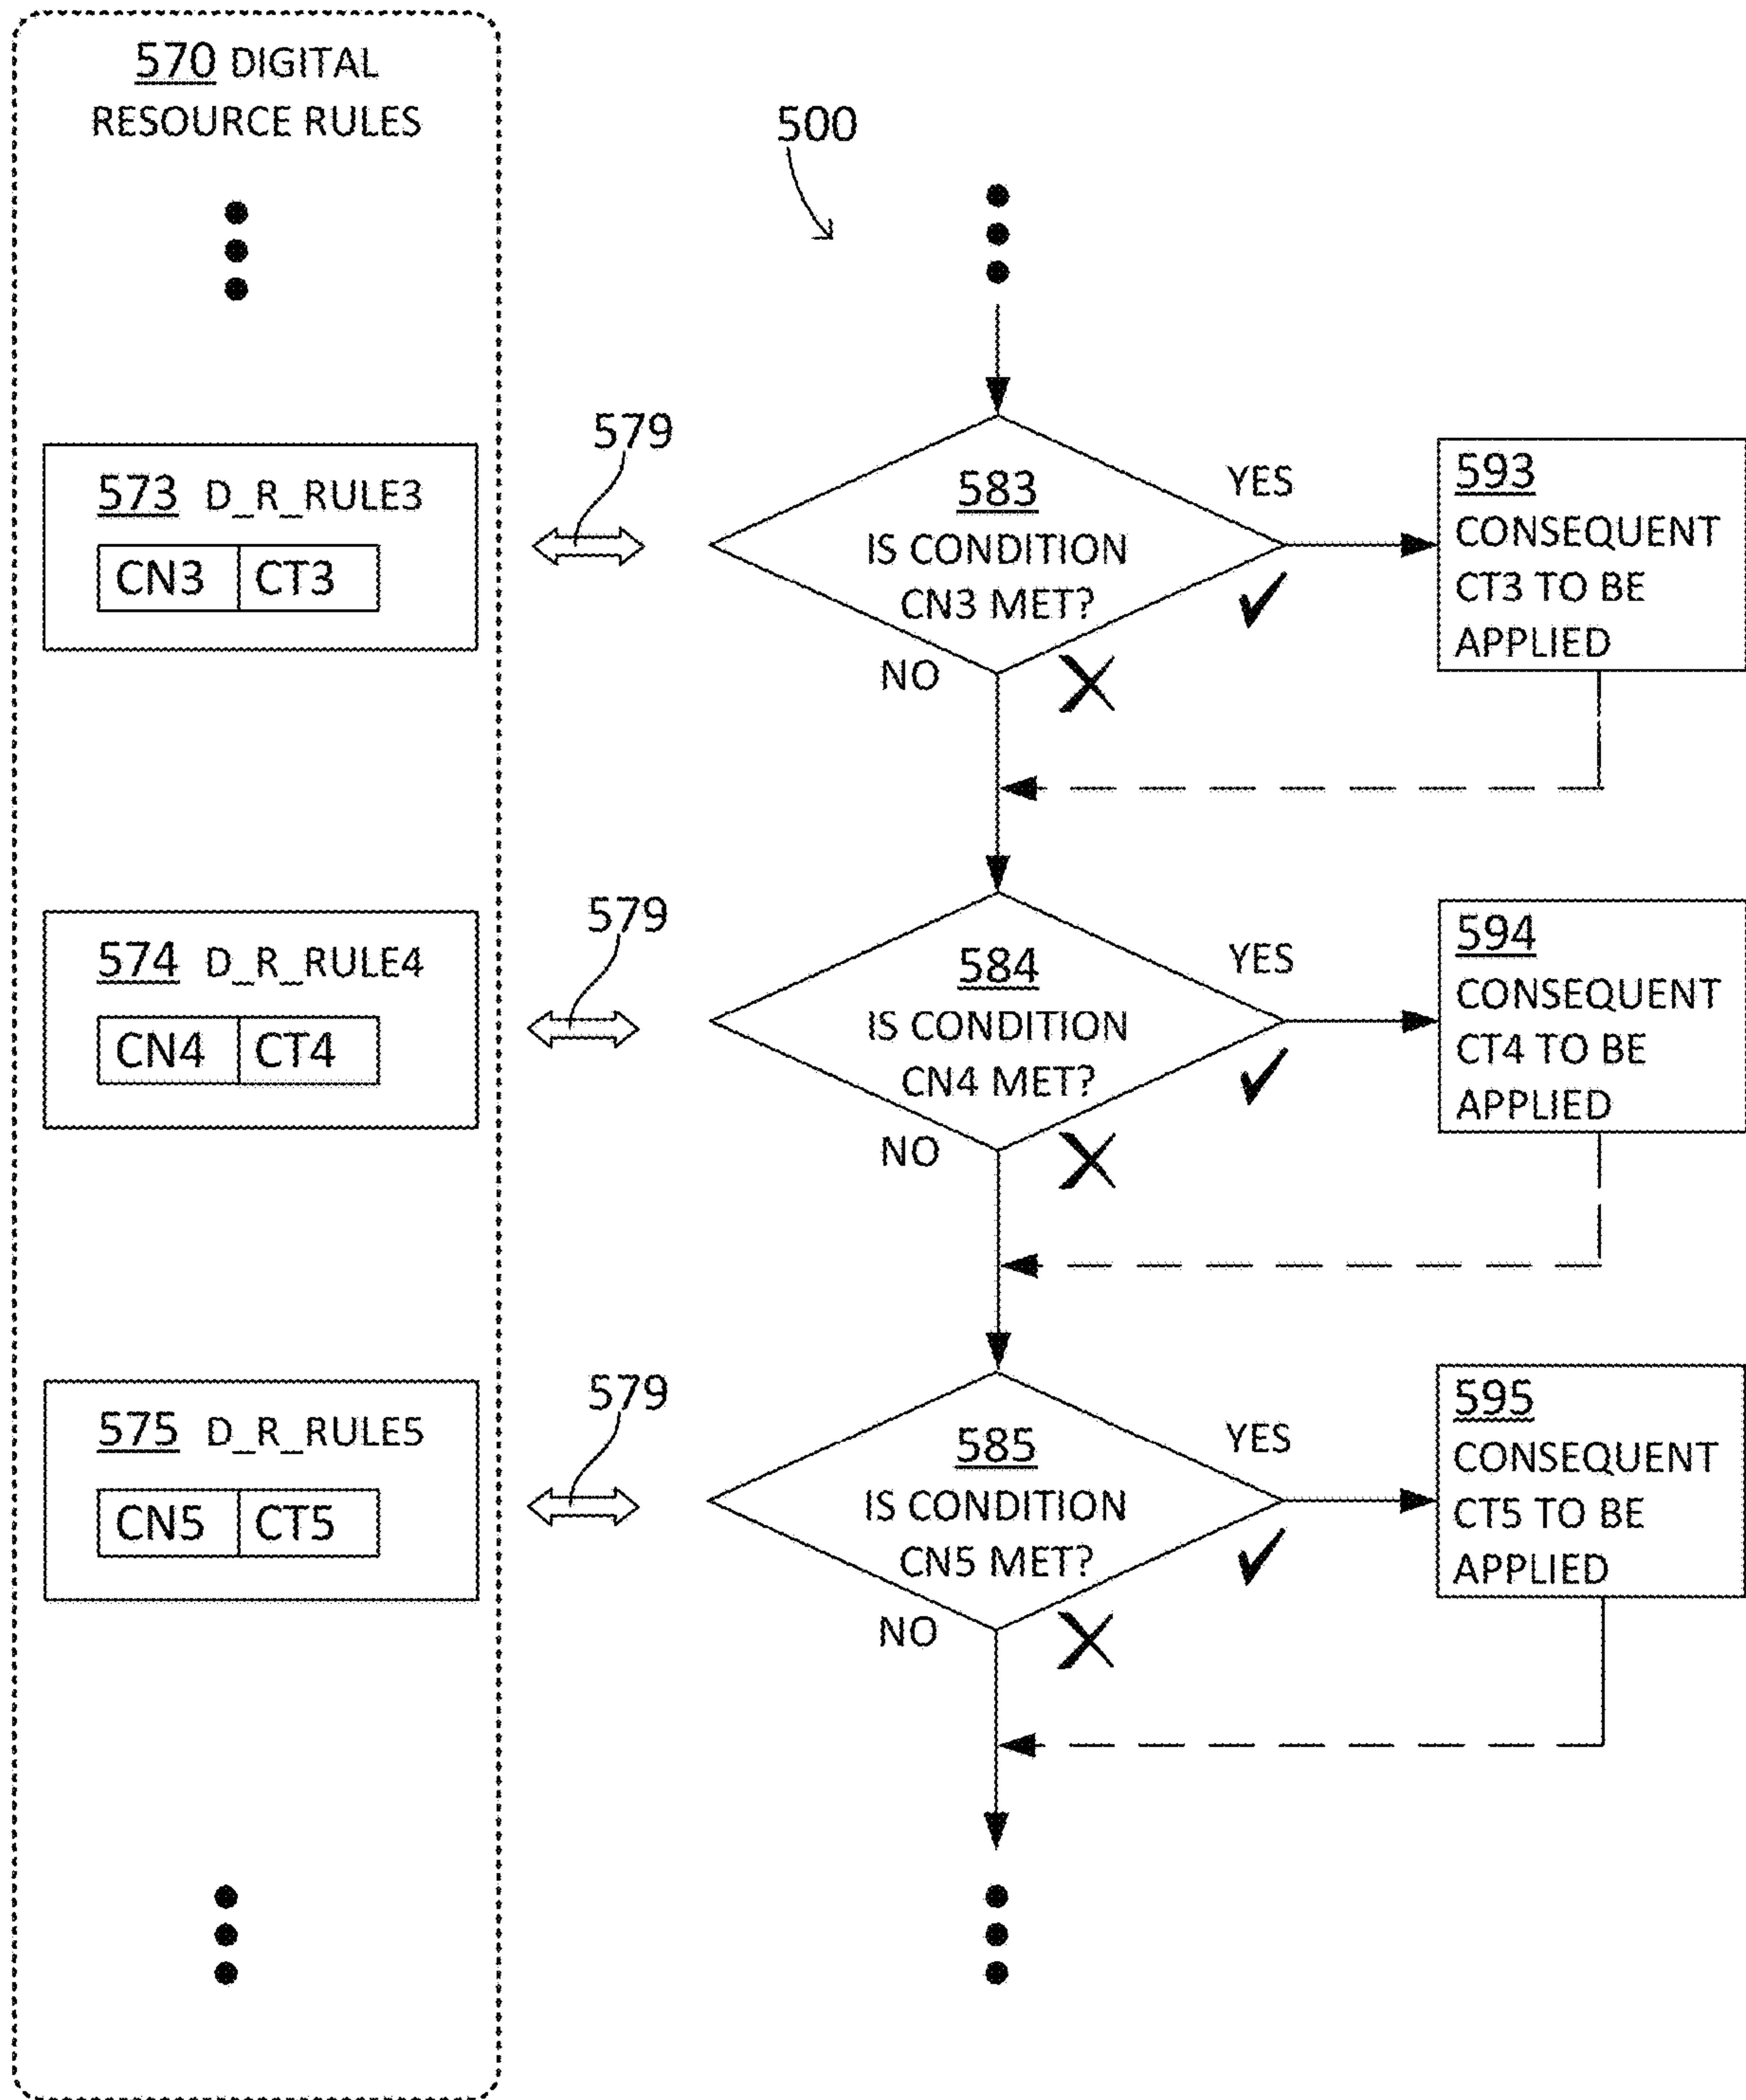 570 DIGITAL
RESOURCE RULES
500
573 D_R_RULE3
CN3 CT3
579
583
IS CONDITION
CN3 MET?
YES
NO
593
CONSEQUENT
CT3 TO BE
APPLIED
574 D_R_RULE4
CN4 CT4
579
584
IS CONDITION
CN4 MET?
YES
NO
594
CONSEQUENT
CT4 TO BE
APPLIED
575 D_R_RULE5
CN5 CT5
579
585
IS CONDITION
CN5 MET?
YES
NO
595
CONSEQUENT
CT5 TO BE
APPLIED